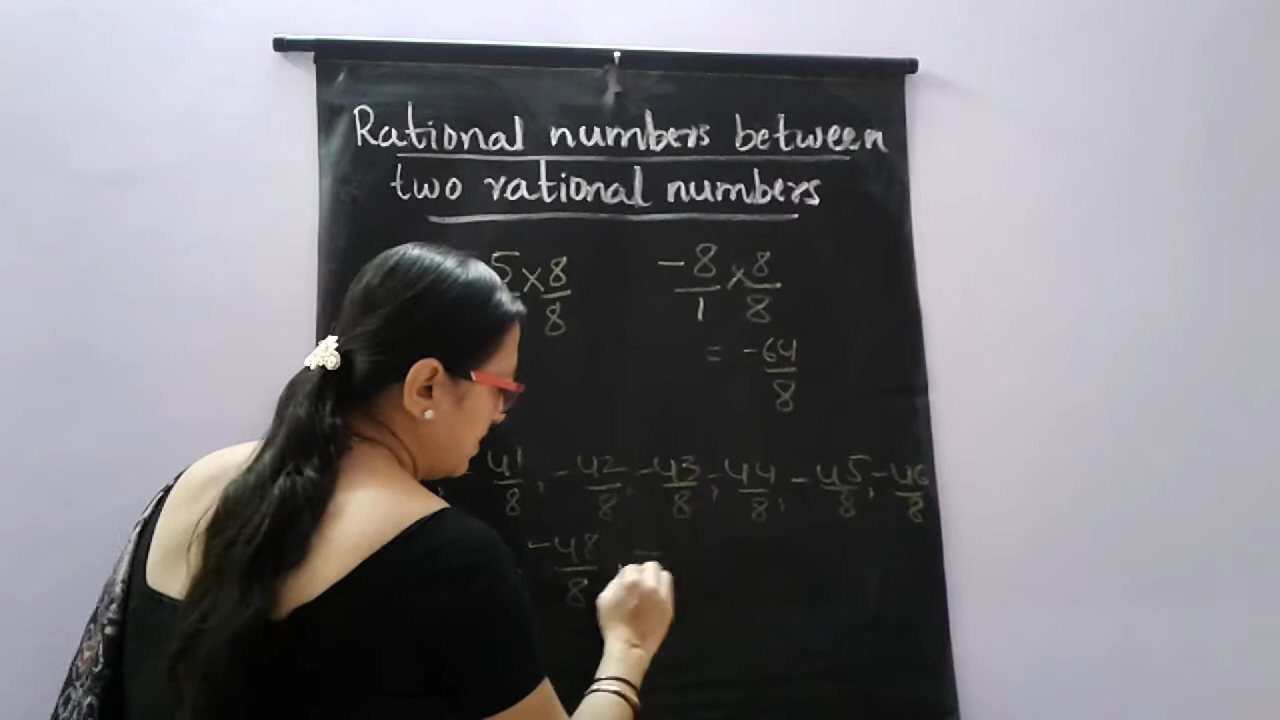 Rational numbers between
two rational numbers
5 × 8/8    -8/1 × 8/8
= -64/8
-41/8, -42/8, -43/8, -44/8, -45/8, -46/8
-48/8, -